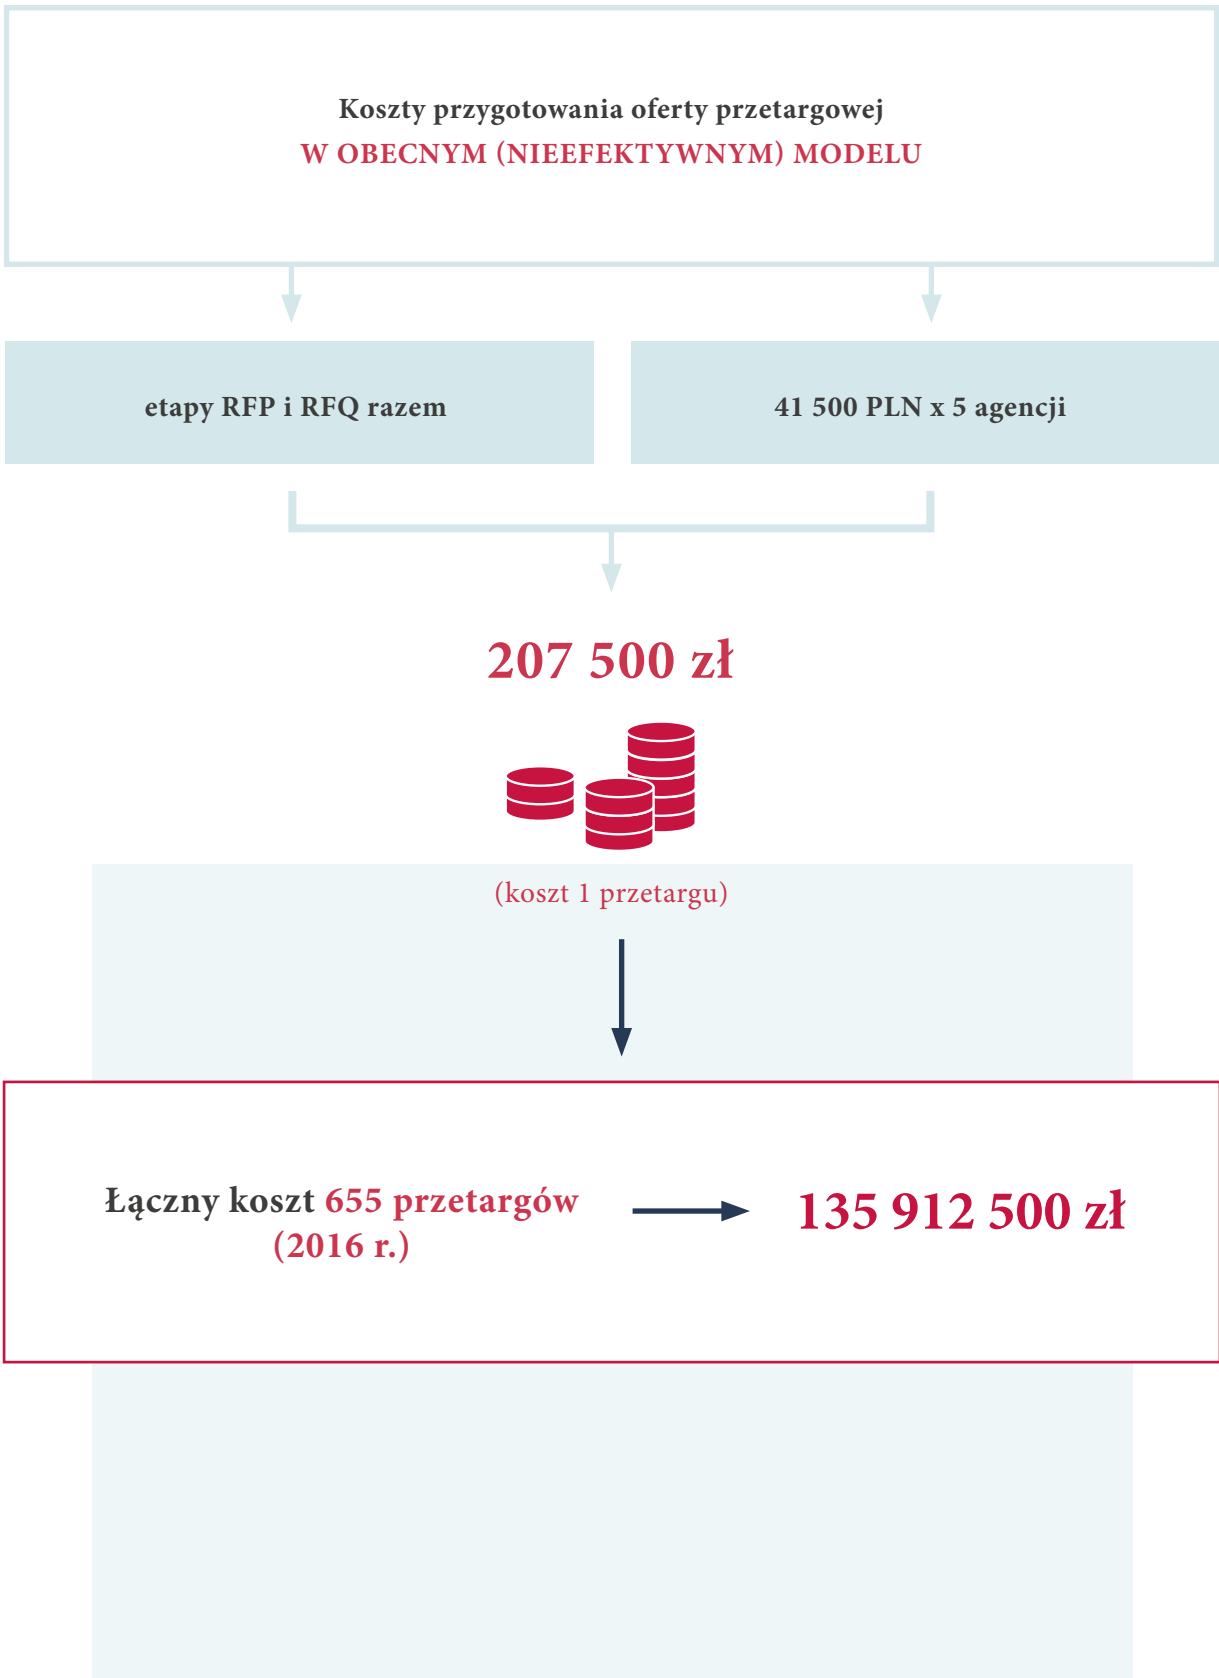 Koszty przygotowania oferty przetargowej
W OBECNYM (NIEEFEKTYWNYM) MODELU
etapy RFP i RFQ razem
41 500 PLN x 5 agencji
207 500 zł
(koszt 1 przetargu)
Łączny koszt 655 przetargów
(2016 r.)
135 912 500 zł